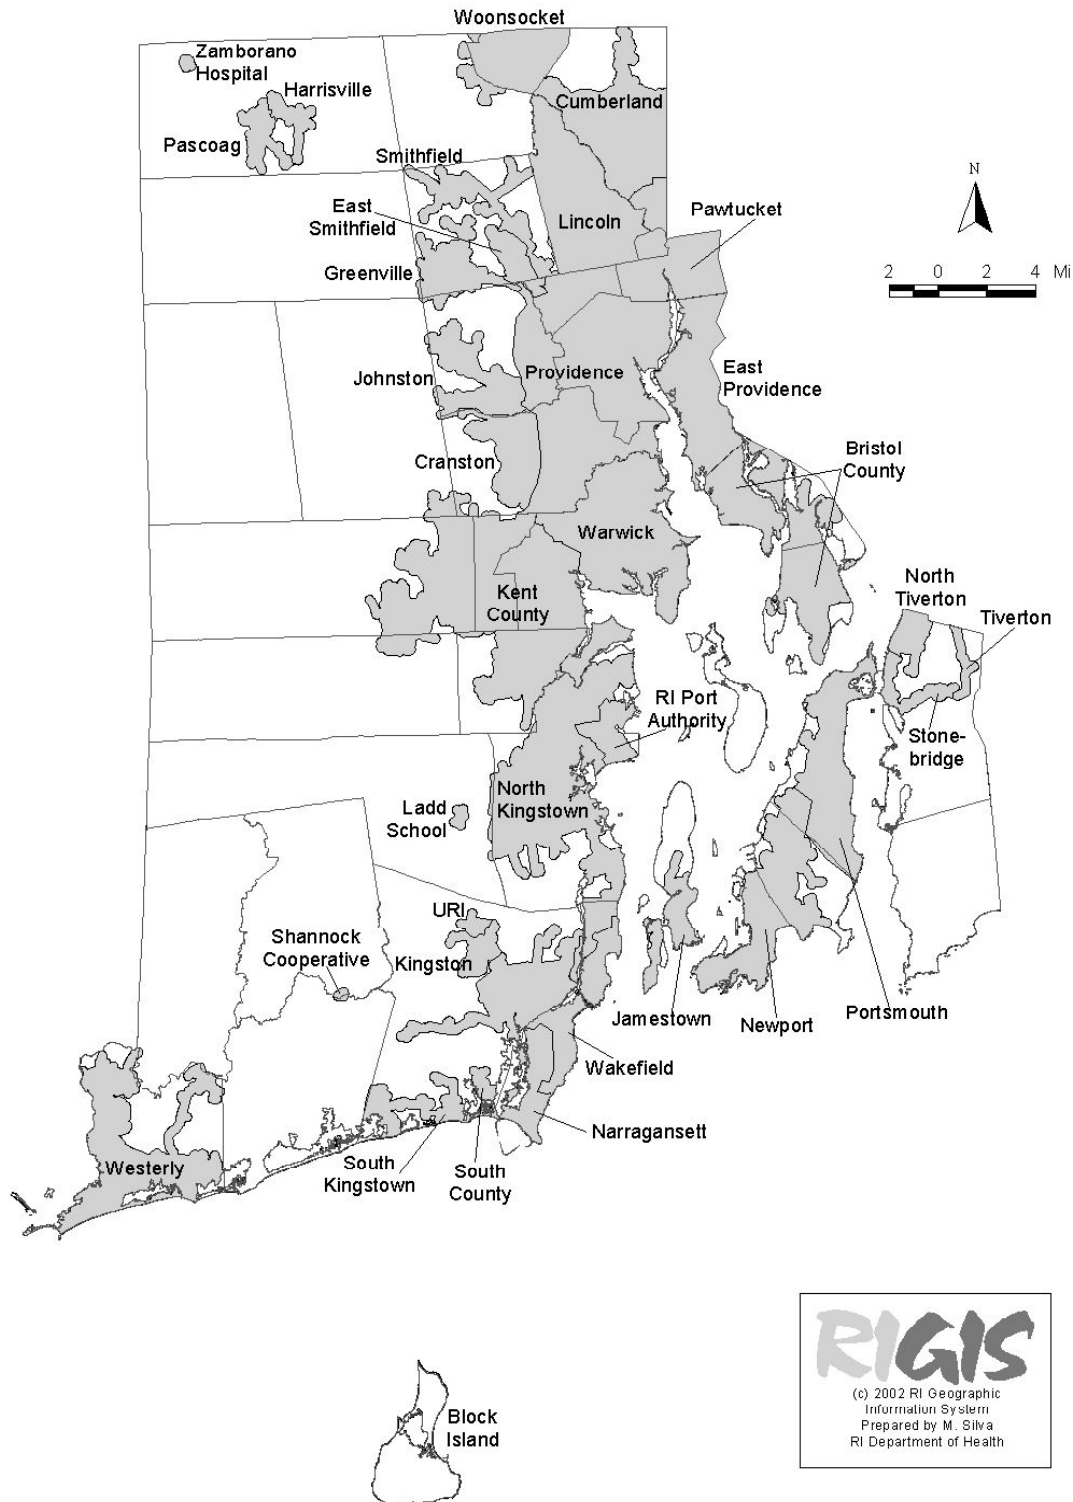 Woonsocket
Zamborano
Hospital
Harrisville
Cumberland
Pascoag
Smithfield
East
Smithfield
Lincoln
Pawtucket
N
Greenville
2 0 2 4 Mi
Johnston
Providence
East
Providence
Cranston
Bristol
County
Warwick
Kent
County
North
Tiverton
Tiverton
RI Port
Authority
Stone-
bridge
North
Kingstown
Ladd
School
URI
Shannock
Cooperative
Kingston
Jamestown
Newport
Portsmouth
Wakefield
Narragansett
Westerly
South
Kingstown
South
County
Block
Island
RIGIS
(c) 2002 RI Geographic
Information System
Prepared by M. Silva
RI Department of Health